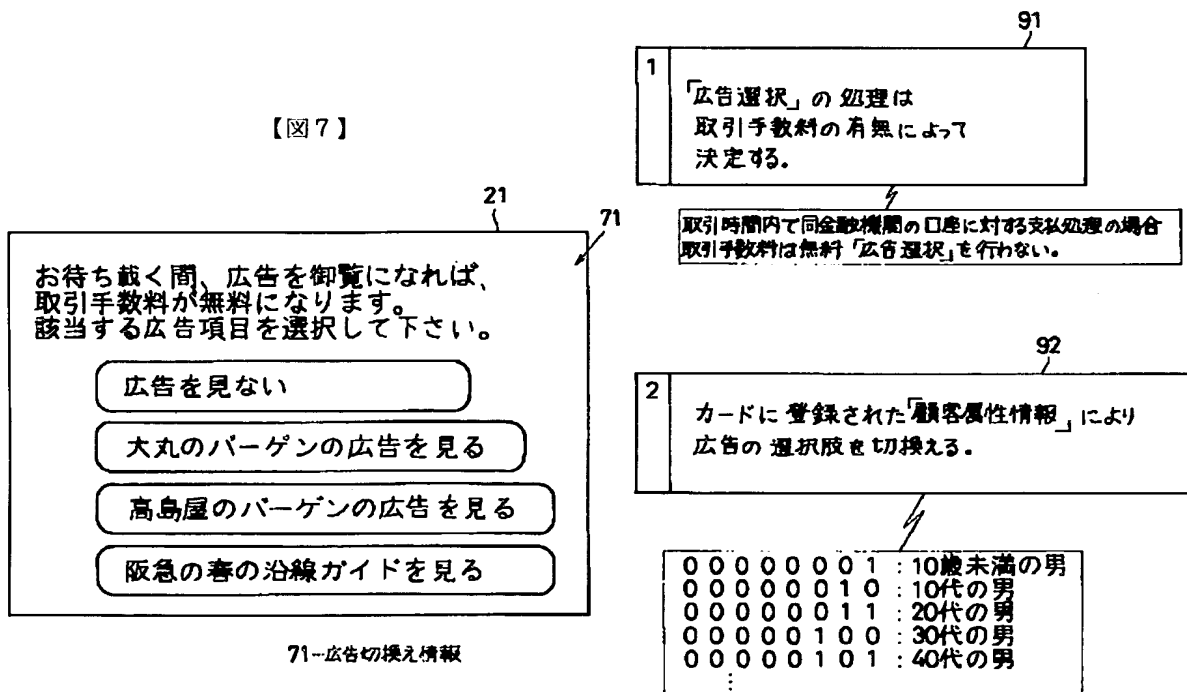 【図7】
21
71
お待ち戴く間、広告を御覧になれば、
取引手数料が無料になります。
該当する広告項目を選択して下さい。
広告を見ない
大丸のバーゲンの広告を見る
高島屋のバーゲンの広告を見る
阪急の春の沿線ガイドを見る
71…広告切換え情報
91
1
「広告選択」の処理は
取引手数料の有無によって
決定する。
取引時間内で同金融機関の口座に対する支払処理の場合
取引手数料は無料「広告選択」を行わない。
92
2
カードに登録された「顧客属性情報」により
広告の選択肢を切換える。
00000001:10歳未満の男
00000010:10代の男
00000011:20代の男
00000100:30代の男
00000101:40代の男
⋮